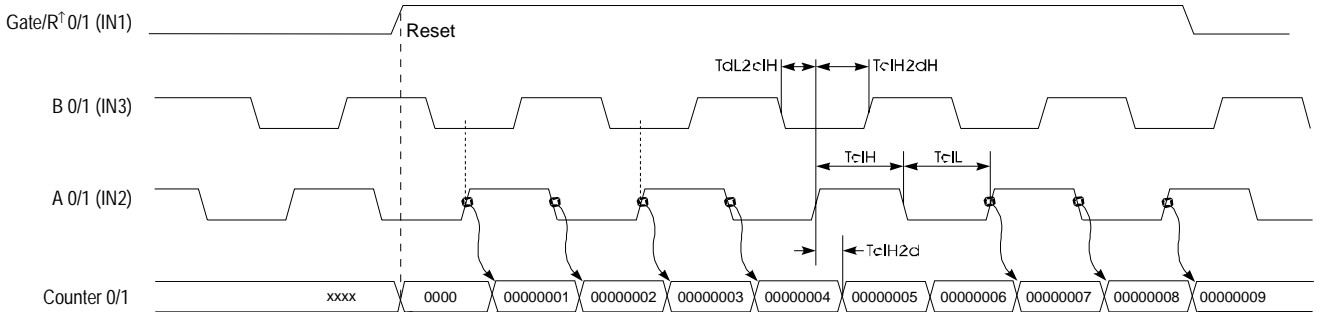 Gate/R↑ 0/1 (IN1)
Reset
TdL2clH
TclH2dH
B 0/1 (IN3)
TclH
TclL
A 0/1 (IN2)
TclH2d
Counter 0/1
xxxx
0000
00000001
00000002
00000003
00000004
00000005
00000006
00000007
00000008
00000009